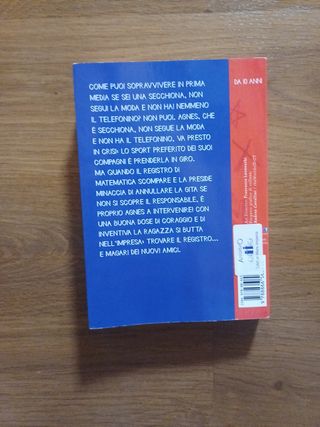 COME PUOI SOPRAVVIVERE IN PRIMA
MEDIA SE SEI UNA SECCHIONA, NON
SEGUI LA MODA E NON HAI NEMMENO
IL TELEFONINO? NON PUOI. AGNES, CHE
È SECCHIONA, NON SEGUE LA MODA
E NON HA IL TELEFONINO, VA PRESTO
IN CRISI: LO SPORT PREFERITO DEI SUOI
COMPAGNI È PRENDERLA IN GIRO.
MA QUANDO IL REGISTRO DI
MATEMATICA SCOMPARE E LA PRESIDE
MINACCIA DI ANNULLARE LA GITA SE
NON SI SCOPRE IL RESPONSABILE, È
PROPRIO AGNES A INTERVENIRE! CON
UNA BUONA DOSE DI CORAGGIO E DI
INVENTIVA LA RAGAZZA SI BUTTA
NELL'IMPRESA: TROVARE IL REGISTRO...
E MAGARI DEI NUOVI AMICI.
DA 10 ANNI